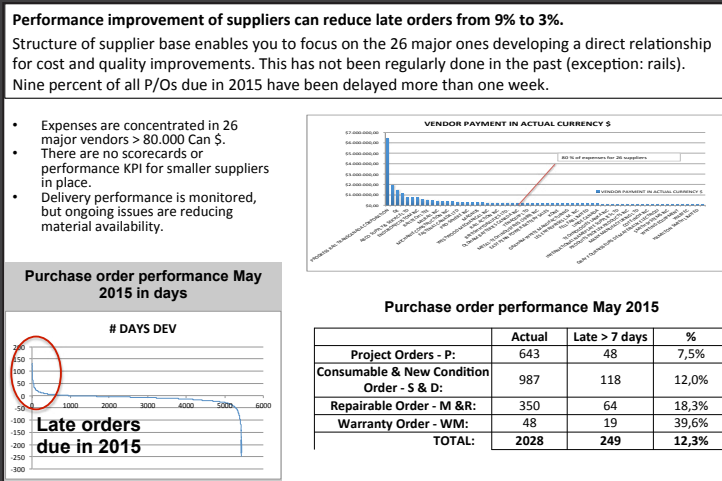 Performance improvement of suppliers can reduce late orders from 9% to 3%.
Structure of supplier base enables you to focus on the 26 major ones developing a direct relationship
for cost and quality improvements. This has not been regularly done in the past (exception: rails).
Nine percent of all P/Os due in 2015 have been delayed more than one week.
• Expenses are concentrated in 26
major vendors > 80.000 Can $.
• There are no scorecards or
performance KPI for smaller suppliers
in place.
• Delivery performance is monitored,
but ongoing issues are reducing
material availability.
VENDOR PAYMENT IN ACTUAL CURRENCY $
$7.000.000,00
$6.000.000,00
$5.000.000,00
$4.000.000,00
$3.000.000,00
$2.000.000,00
$1.000.000,00
$0,00
80 % of expenses for 26 suppliers
VENDOR PAYMENT IN ACTUAL CURRENCY $
Purchase order performance May
2015 in days
# DAYS DEV
200
150
100
50
0
-50
-100
-150
-200
-250
-300
0 1000 2000 3000 4000 5000 6000
Late orders
due in 2015
Purchase order performance May 2015
Actual Late > 7 days %
Project Orders - P: 643 48 7,5%
Consumable & New Condition
Order - S & D: 987 118 12,0%
Repairable Order - M &R: 350 64 18,3%
Warranty Order - WM: 48 19 39,6%
TOTAL: 2028 249 12,3%